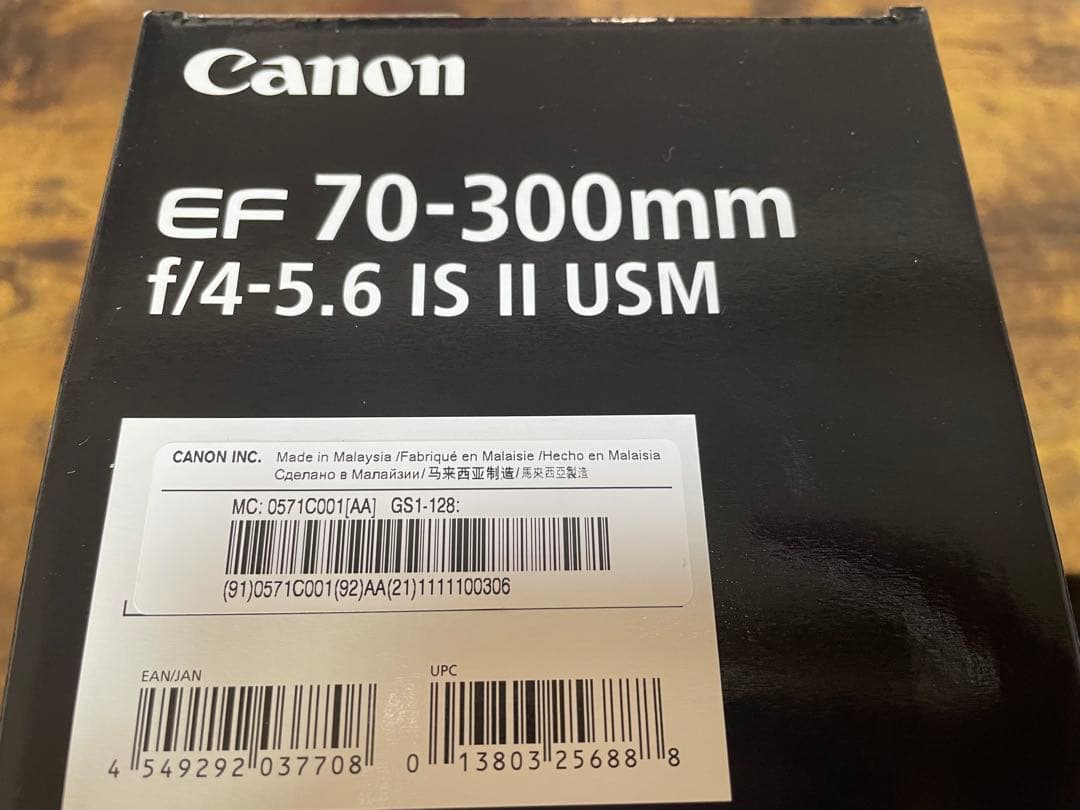 Canon
EF 70-300mm
f/4-5.6 IS II USM
CANON INC. Made in Malaysia /Fabriqué en Malaisie /Hecho en Malaisia
Сделано в Малайзии/马来西亚制造/馬來西亞製造
MC: 0571C001[AA] GS1-128:
(91)0571C001(92)AA(21)1111100306
EAN/JAN
UPC
4 549292 037708
0 13803 25688 8